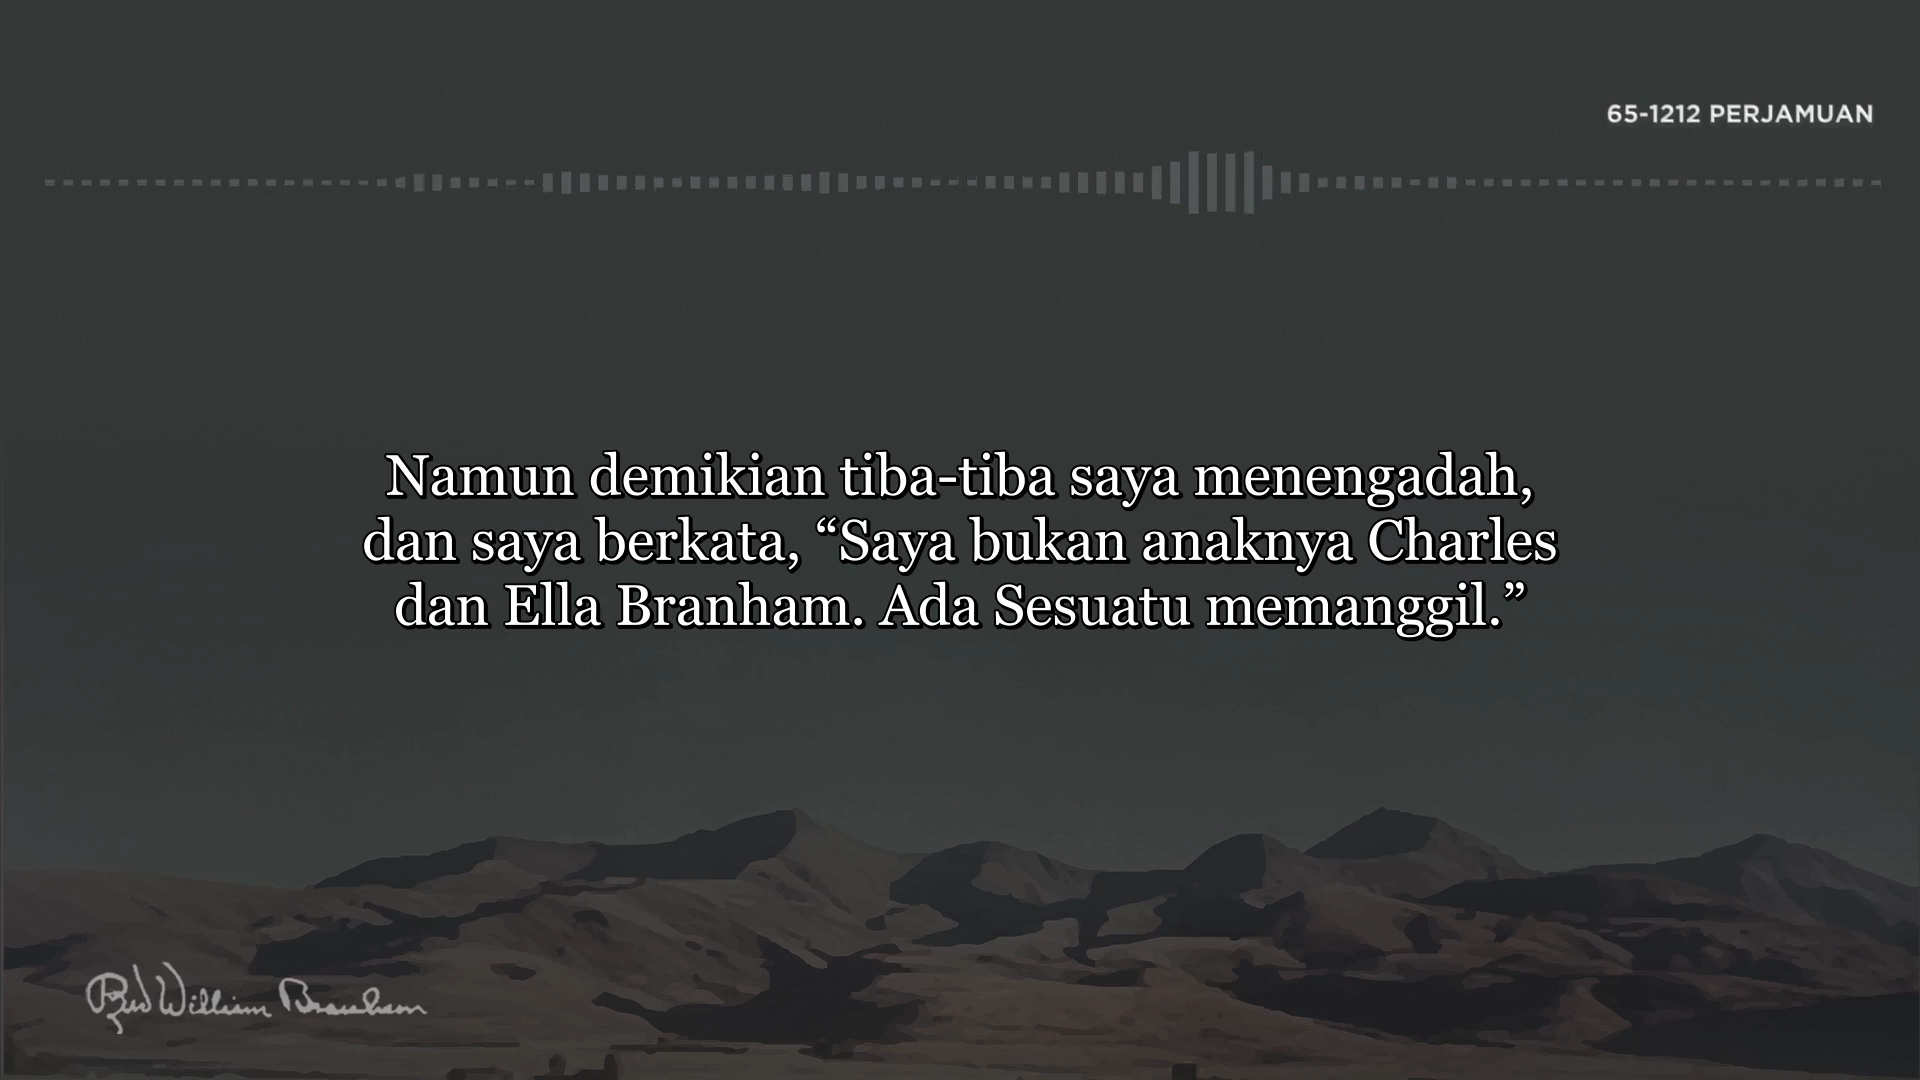 65-1212 PERJAMUAN
Namun demikian tiba-tiba saya menengadah,
dan saya berkata, “Saya bukan anaknya Charles
dan Ella Branham. Ada Sesuatu memanggil.”
Rev William Branham